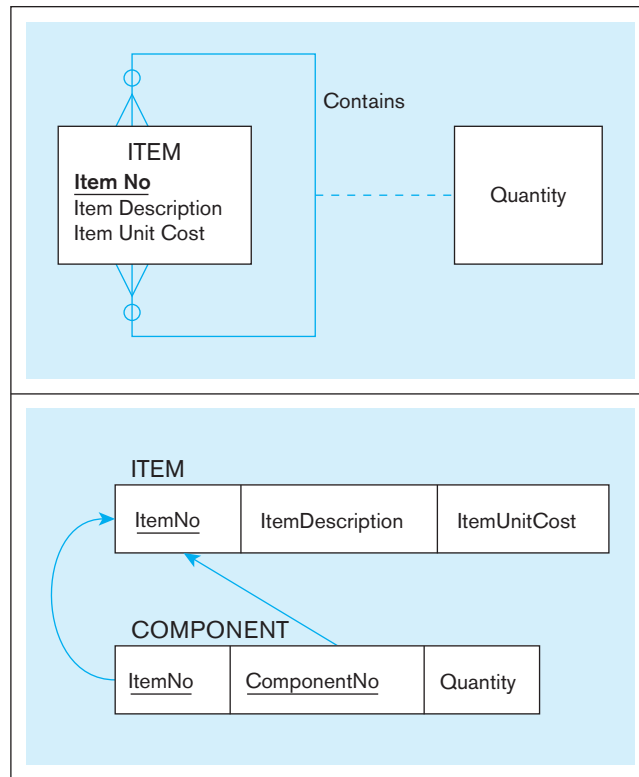 Contains
ITEM
Item No
Item Description
Item Unit Cost
Quantity
ITEM
ItemNo ItemDescription ItemUnitCost
COMPONENT
ItemNo ComponentNo Quantity